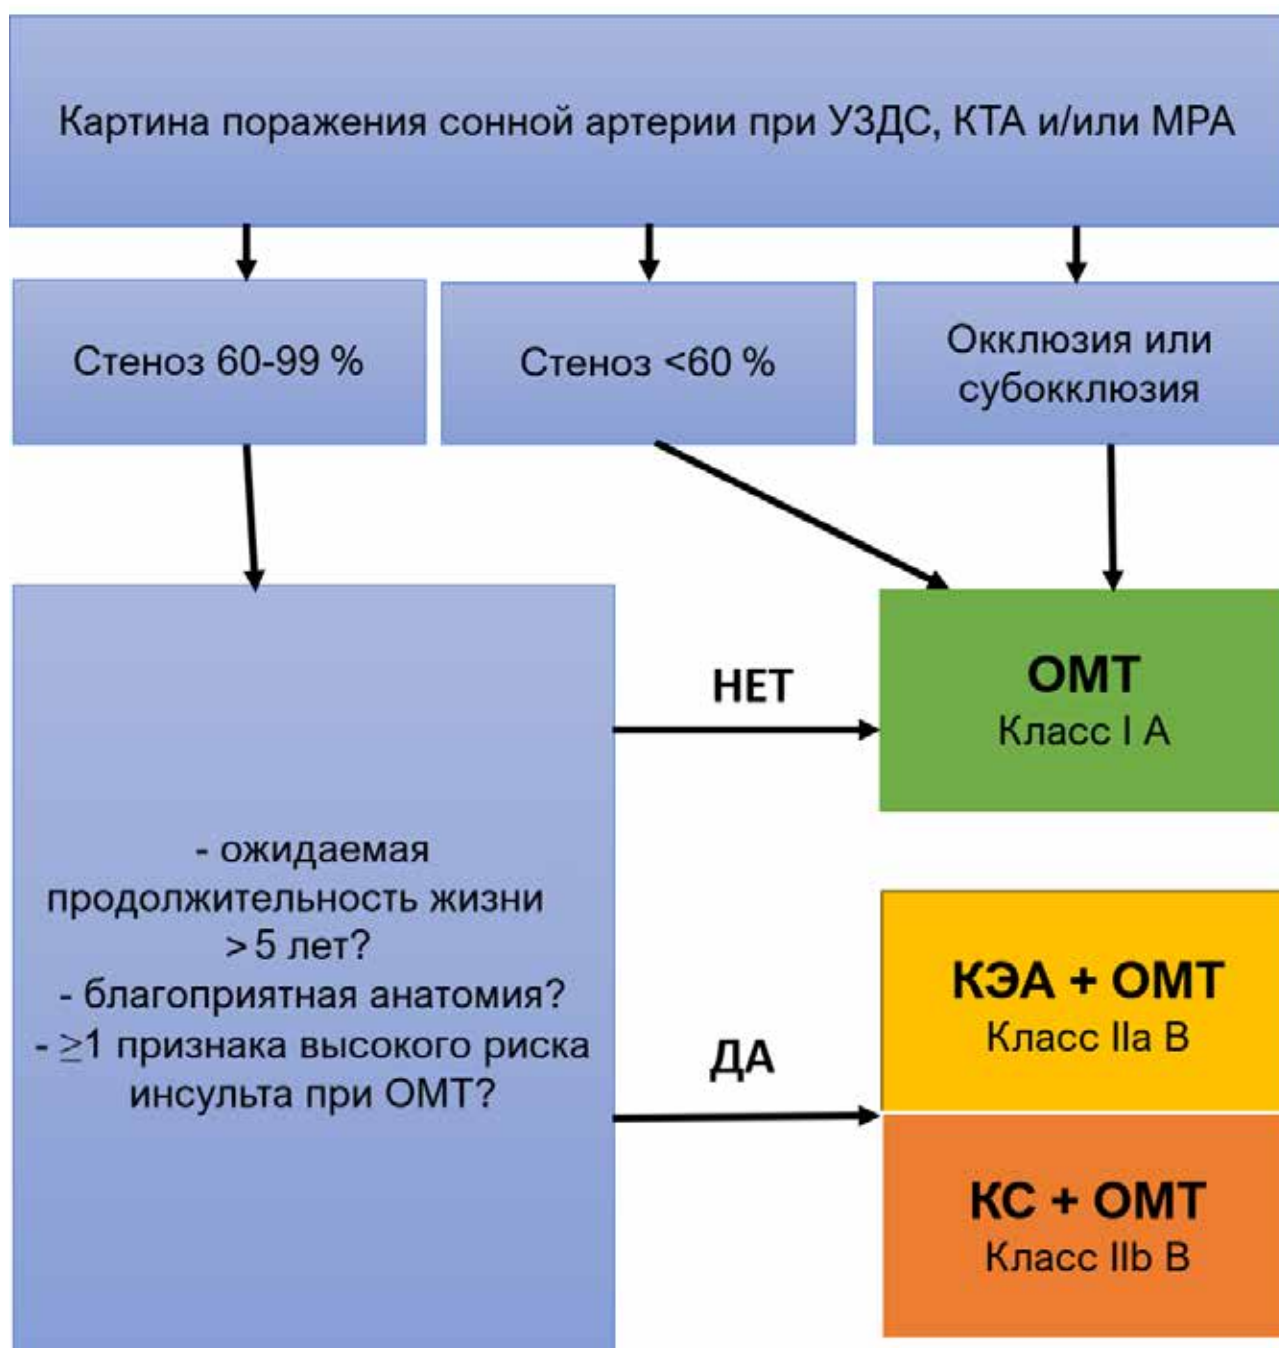 Картина поражения сонной артерии при УЗДС, КТА и/или МРА
Стеноз 60-99 %
Стеноз <60 %
Окклюзия или
субокклюзия
- ожидаемая
продолжительность жизни
> 5 лет?
- благоприятная анатомия?
- ≥1 признака высокого риска
инсульта при ОМТ?
НЕТ
ОМТ
Класс I A
ДА
КЭА + ОМТ
Класс IIa B
КС + ОМТ
Класс IIb B